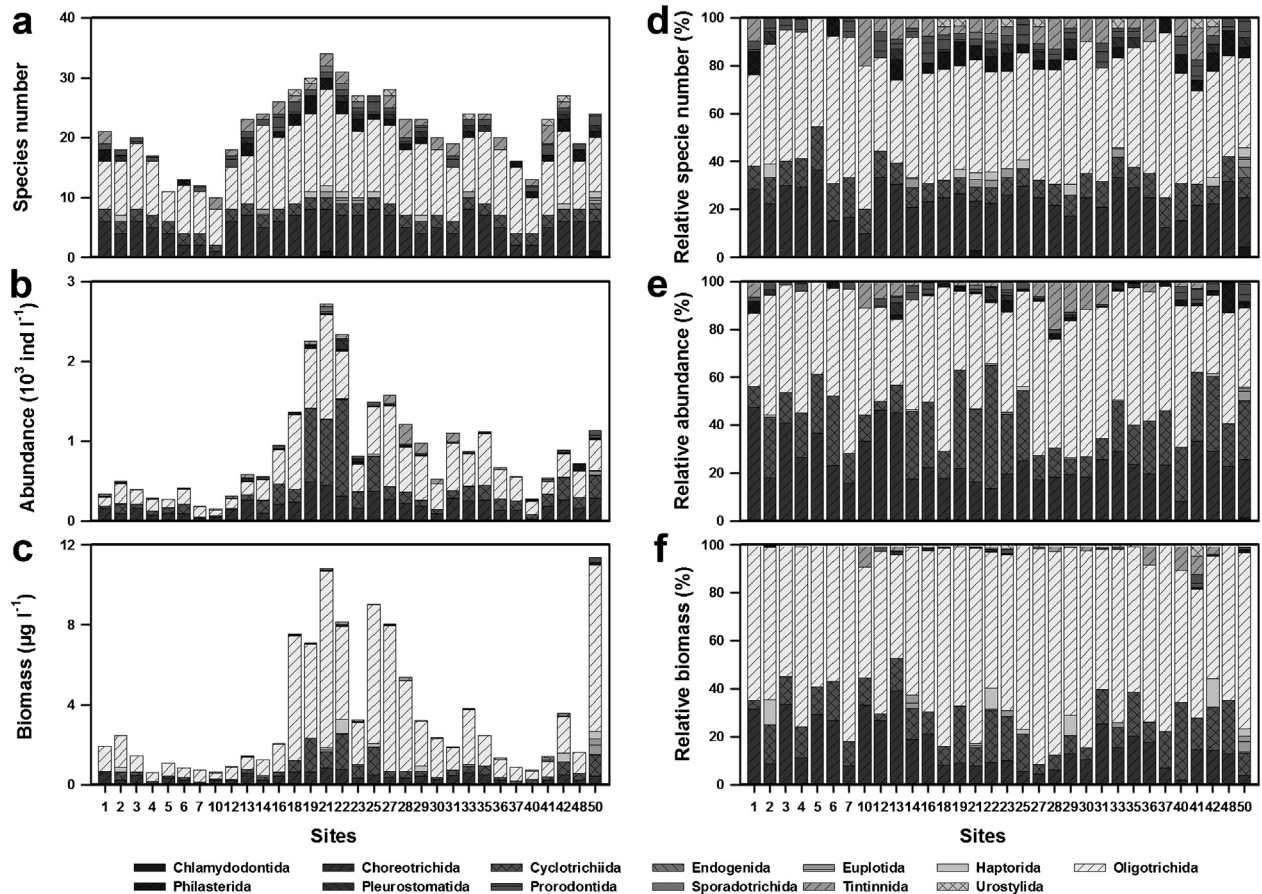 a
40
30
20
10
0
Species number
b
3
2
1
0
Abundance (10³ ind l⁻¹)
c
12
8
4
0
Biomass (µg l⁻¹)
1 2 3 4 5 6 7 10 12 13 14 16 18 19 20 22 23 25 27 28 29 30 31 33 35 36 37 40 41 42 48 50
Sites
d
100
80
60
40
20
0
Relative specie number (%)
e
100
80
60
40
20
0
Relative abundance (%)
f
100
80
60
40
20
0
Relative biomass (%)
1 2 3 4 5 6 7 10 12 13 14 16 18 19 20 22 23 25 27 28 29 30 31 33 35 36 37 40 41 42 48 50
Sites
Chlamydodontida Choreotrichida Cyclotrichiida Endogenida Euplotida Haptorida Oligotrichida
Philasterida Pleurostomatida Prorodontida Sporadotrichida Tintinnida Urostylida